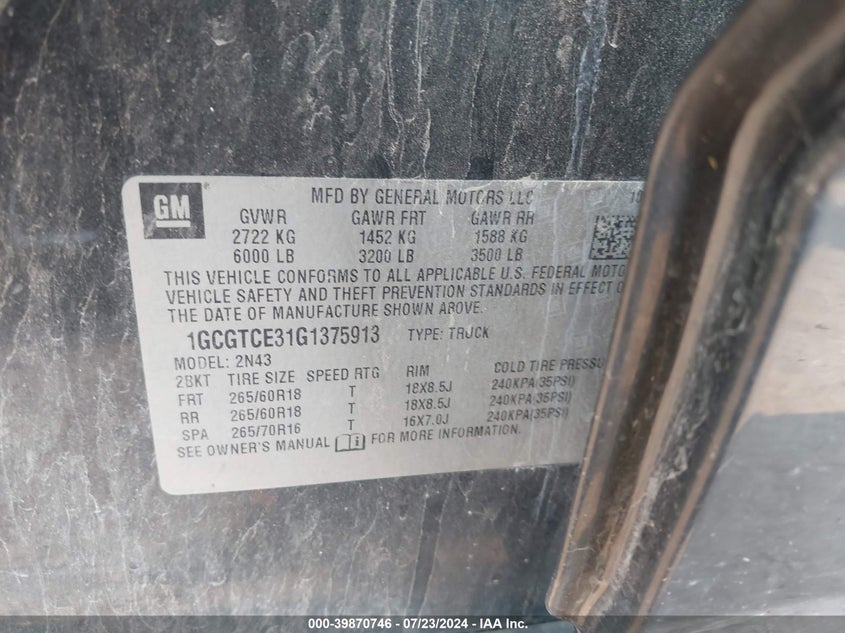 GM
MFD BY GENERAL MOTORS LLC 10
GVWR GAWR FRT GAWR RR
2722 KG 1452 KG 1588 KG
6000 LB 3200 LB 3500 LB
THIS VEHICLE CONFORMS TO ALL APPLICABLE U.S. FEDERAL MOTO
VEHICLE SAFETY AND THEFT PREVENTION STANDARDS IN EFFECT O
THE DATE OF MANUFACTURE SHOWN ABOVE.
1GCGTCE31G1375913 TYPE: TRUCK
MODEL: 2N43
2BKT TIRE SIZE SPEED RTG RIM COLD TIRE PRESSU
FRT 265/60R18 T 18X8.5J 240KPA(35PSI)
RR 265/60R18 T 18X8.5J 240KPA(35PSI)
SPA 265/70R16 T 16X7.0J 240KPA(35PSI)
SEE OWNER'S MANUAL FOR MORE INFORMATION.
000-39870746 - 07/23/2024 - IAA Inc.